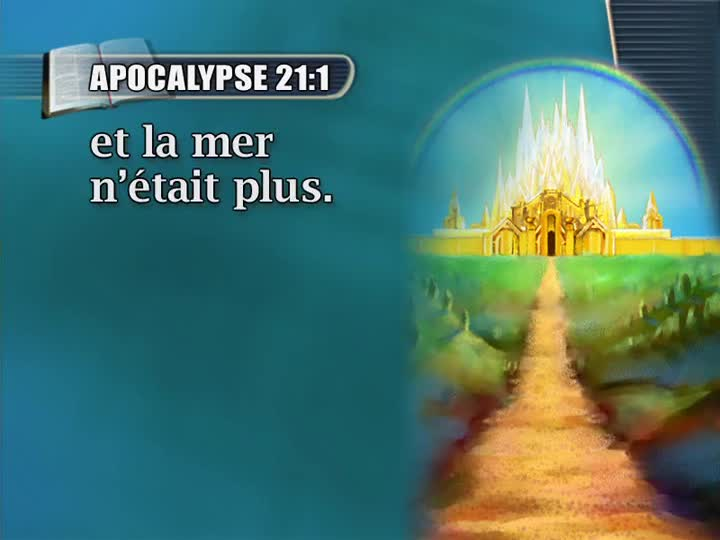 APOCALYPSE 21:1
et la mer
n’était plus.